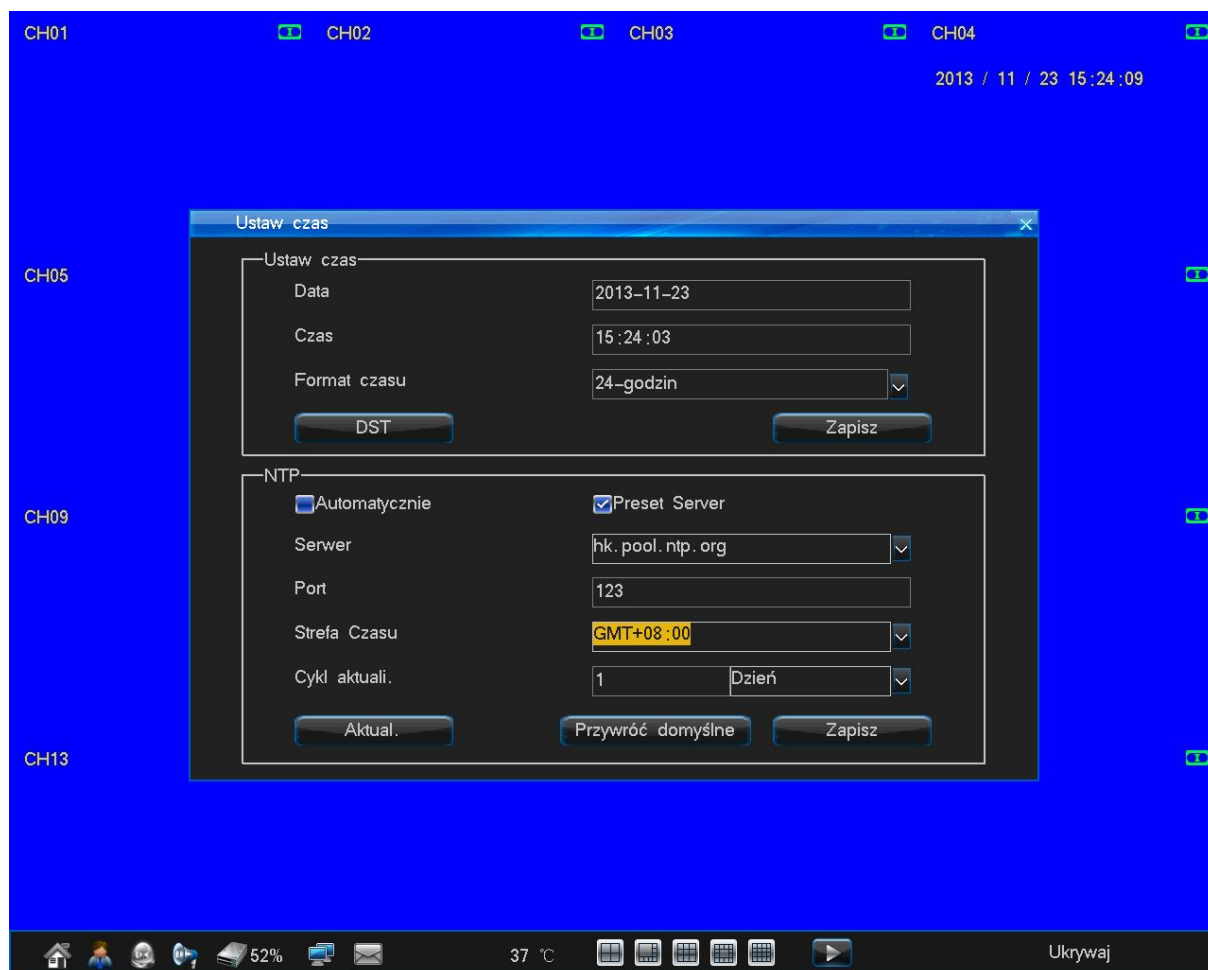 CH01 CH02 CH03 CH04
2013 / 11 / 23 15:24:09
Ustaw czas
Ustaw czas
CH05
Data 2013-11-23
Czas 15:24:03
Format czasu 24-godzin
DST Zapisz
NTP
Automatycznie Preset Server
CH09
Serwer hk.pool.ntp.org
Port 123
Strefa Czasu GMT+08:00
Cykl aktuali. 1 Dzień
Aktual. Przywróć domyślne Zapisz
CH13
52% 37 °C Ukrywaj